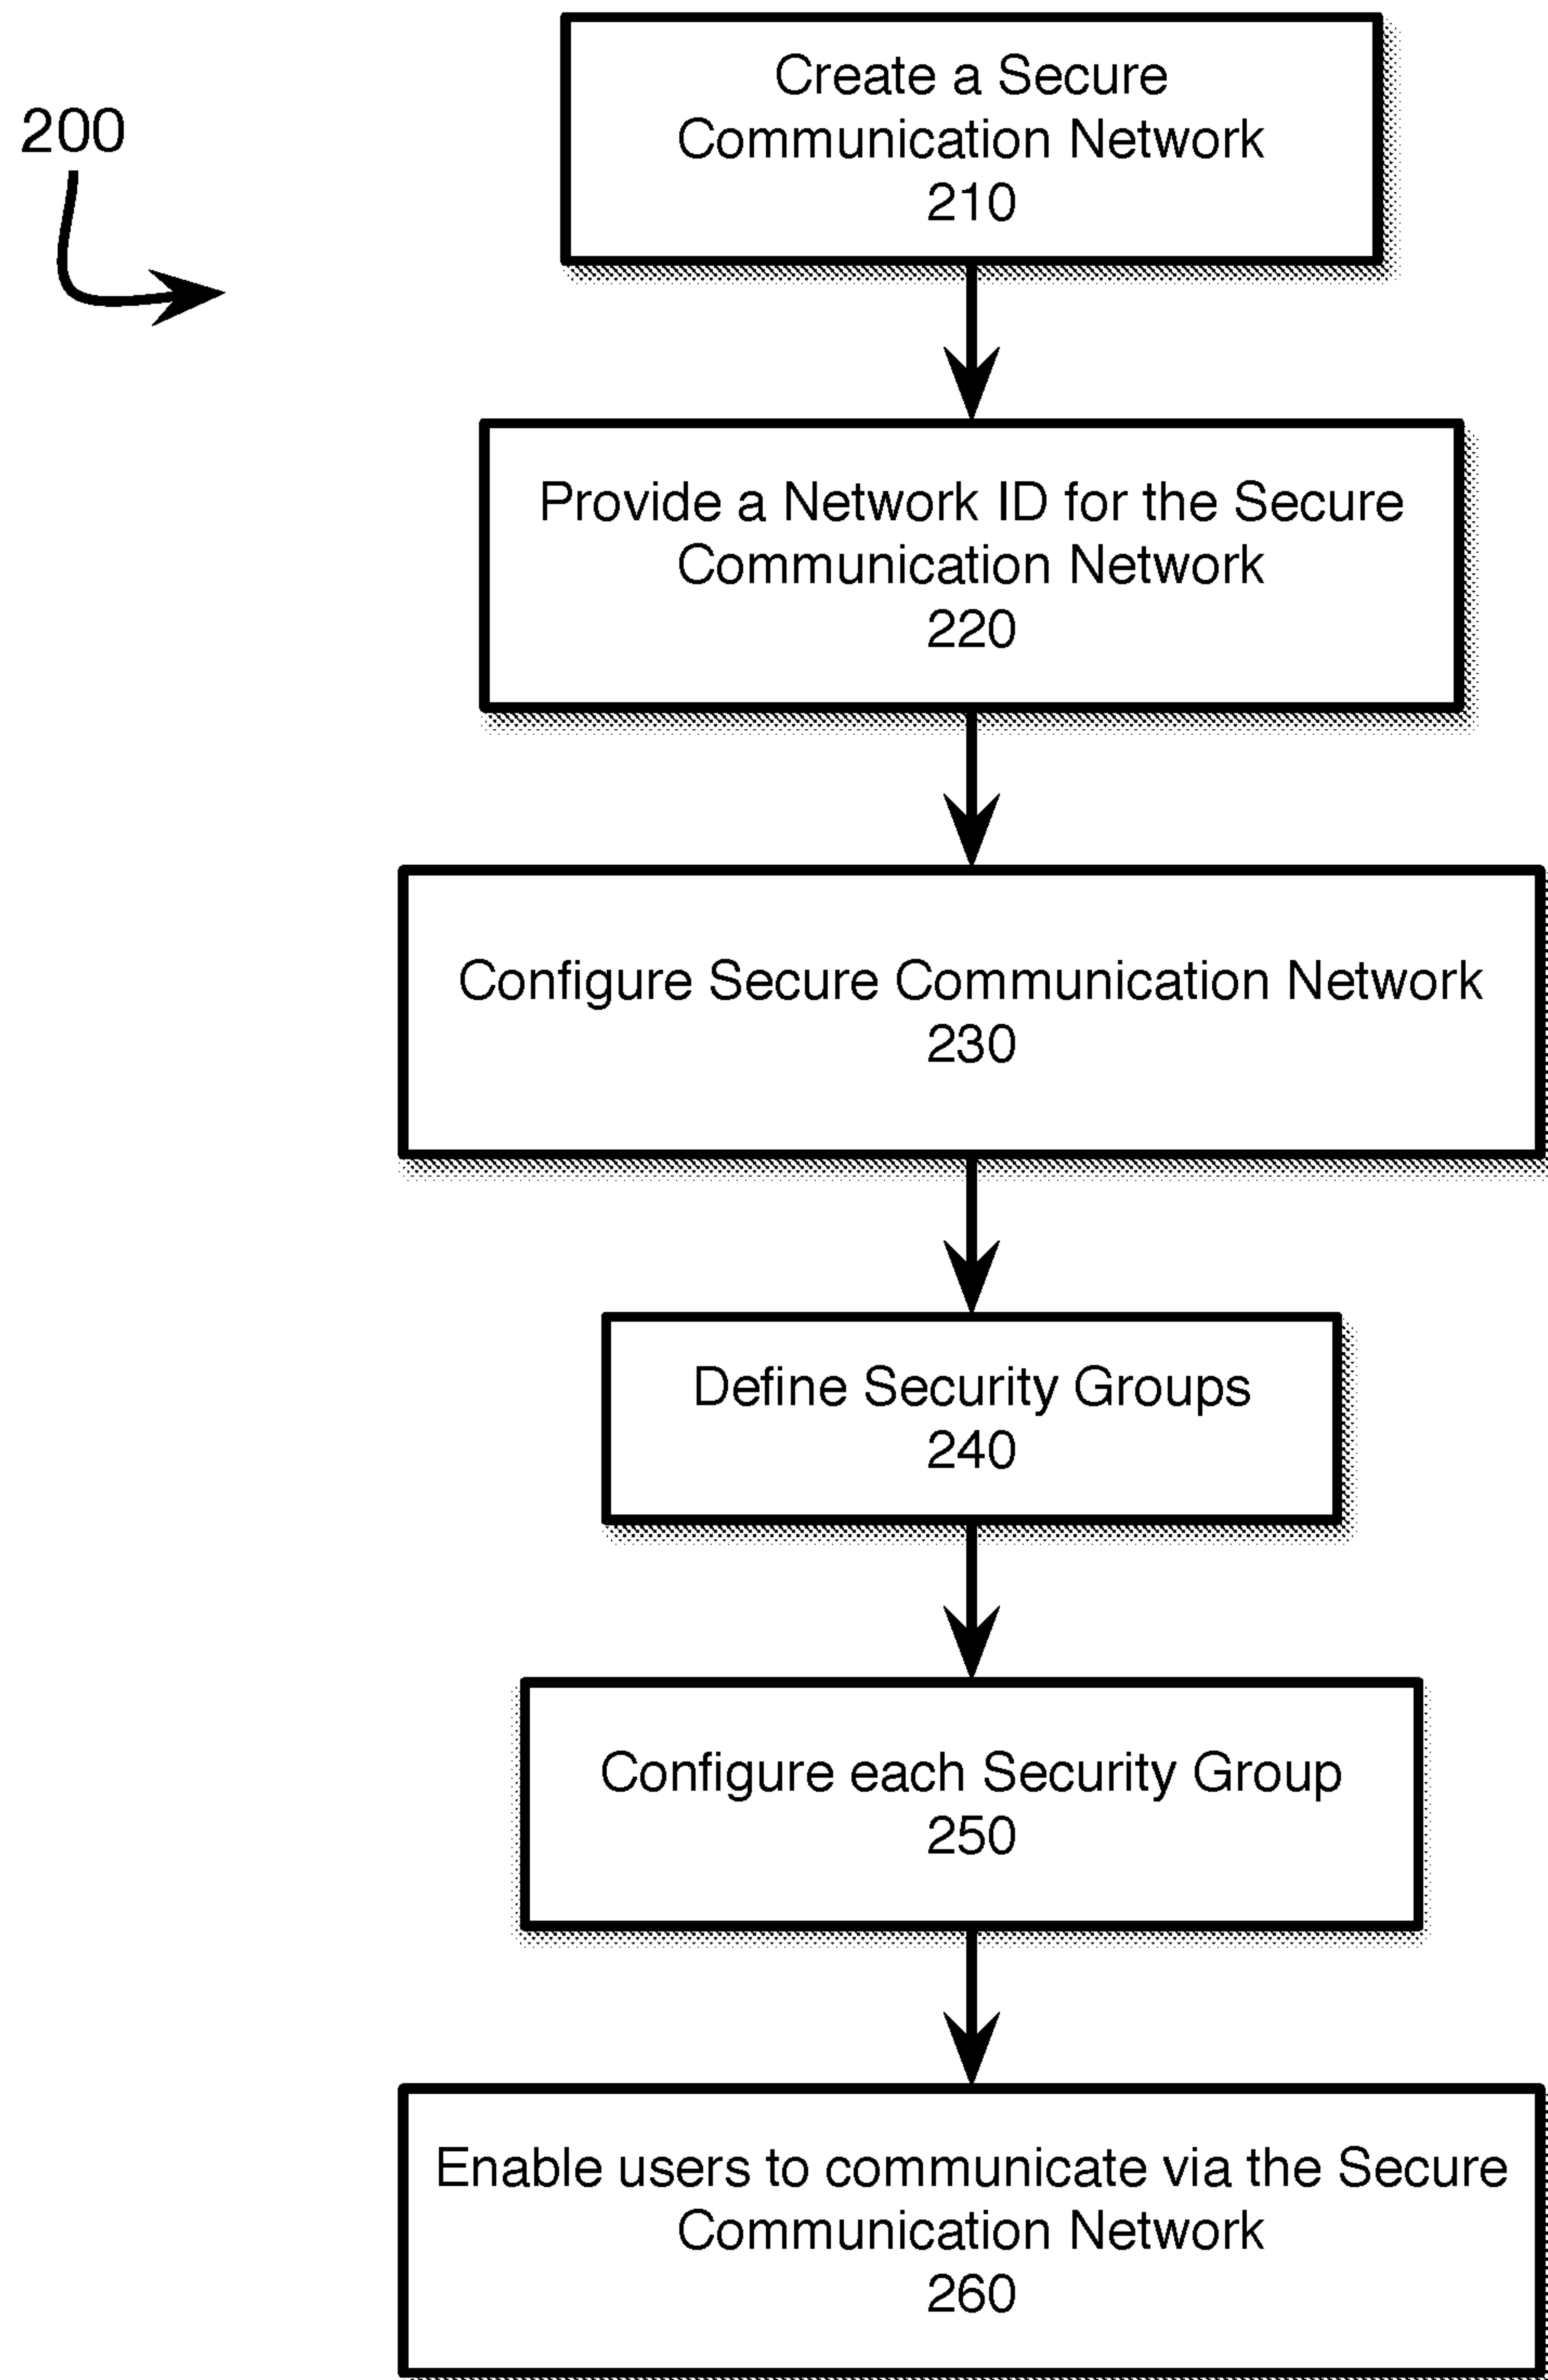 200
Create a Secure
Communication Network
210
Provide a Network ID for the Secure
Communication Network
220
Configure Secure Communication Network
230
Define Security Groups
240
Configure each Security Group
250
Enable users to communicate via the Secure
Communication Network
260